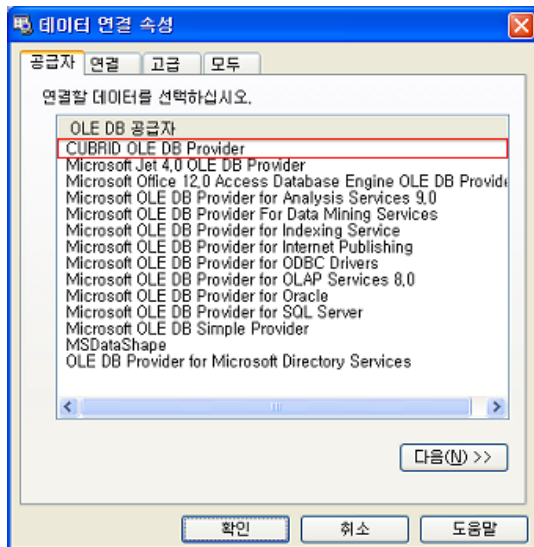 데이터 연결 속성
공급자 연결 고급 모두
연결할 데이터를 선택하십시오.
OLE DB 공급자
CUBRID OLE DB Provider
Microsoft Jet 4.0 OLE DB Provider
Microsoft Office 12.0 Access Database Engine OLE DB Provide
Microsoft OLE DB Provider for Analysis Services 9.0
Microsoft OLE DB Provider For Data Mining Services
Microsoft OLE DB Provider for Indexing Service
Microsoft OLE DB Provider for Internet Publishing
Microsoft OLE DB Provider for ODBC Drivers
Microsoft OLE DB Provider for OLAP Services 8.0
Microsoft OLE DB Provider for Oracle
Microsoft OLE DB Provider for SQL Server
Microsoft OLE DB Simple Provider
MSDataShape
OLE DB Provider for Microsoft Directory Services
다음(N) >>
확인 취소 도움말